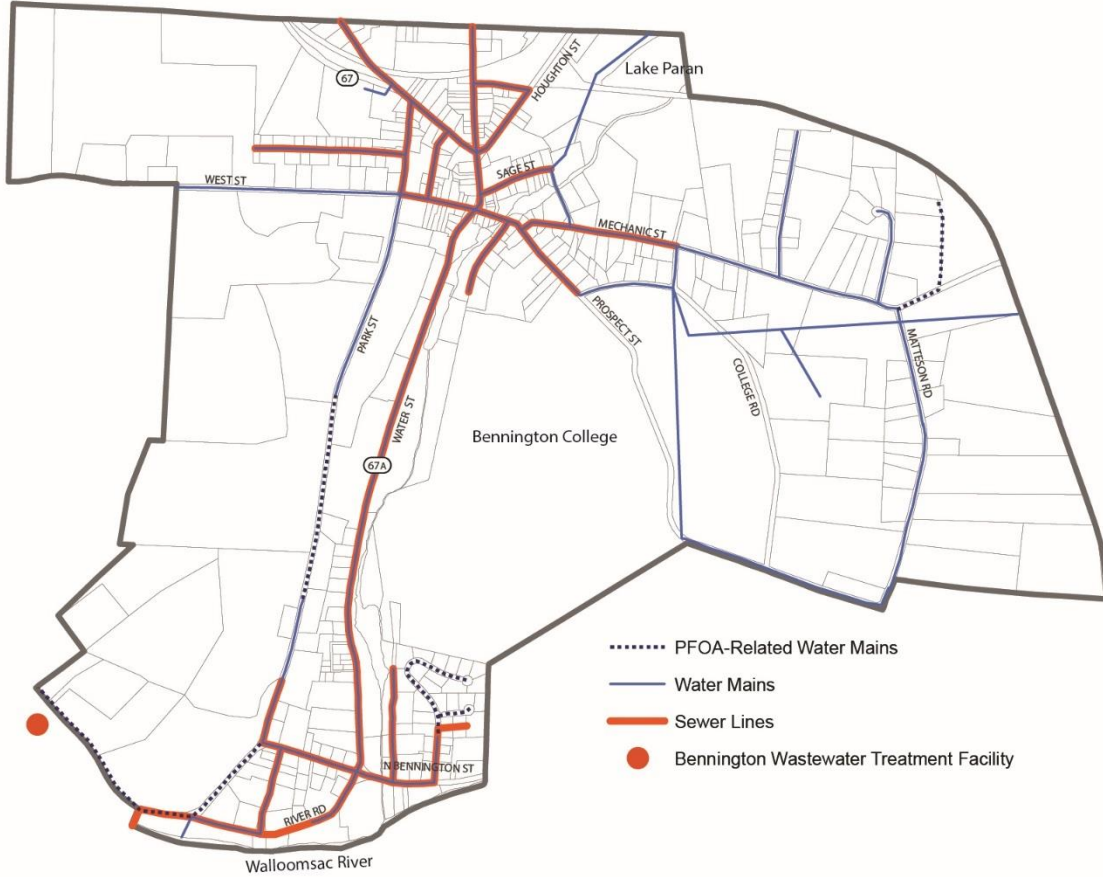 67
HOUGHTON ST
Lake Paran
SAGE ST
WEST ST
MECHANIC ST
PARK ST
PROSPECT ST
COLLEGE RD
MATTESON RD
WATER ST
Bennington College
67A
PFOA-Related Water Mains
Water Mains
Sewer Lines
Bennington Wastewater Treatment Facility
N BENNINGTON ST
RIVER RD
Walloomsac River